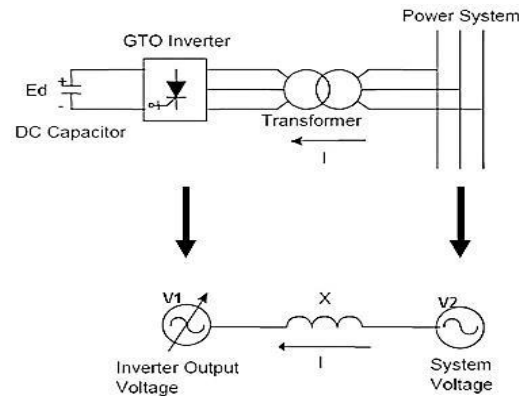 Power System
GTO Inverter
Ed
+
-
DC Capacitor
Transformer
I
V1
X
V2
I
Inverter Output
Voltage
System
Voltage